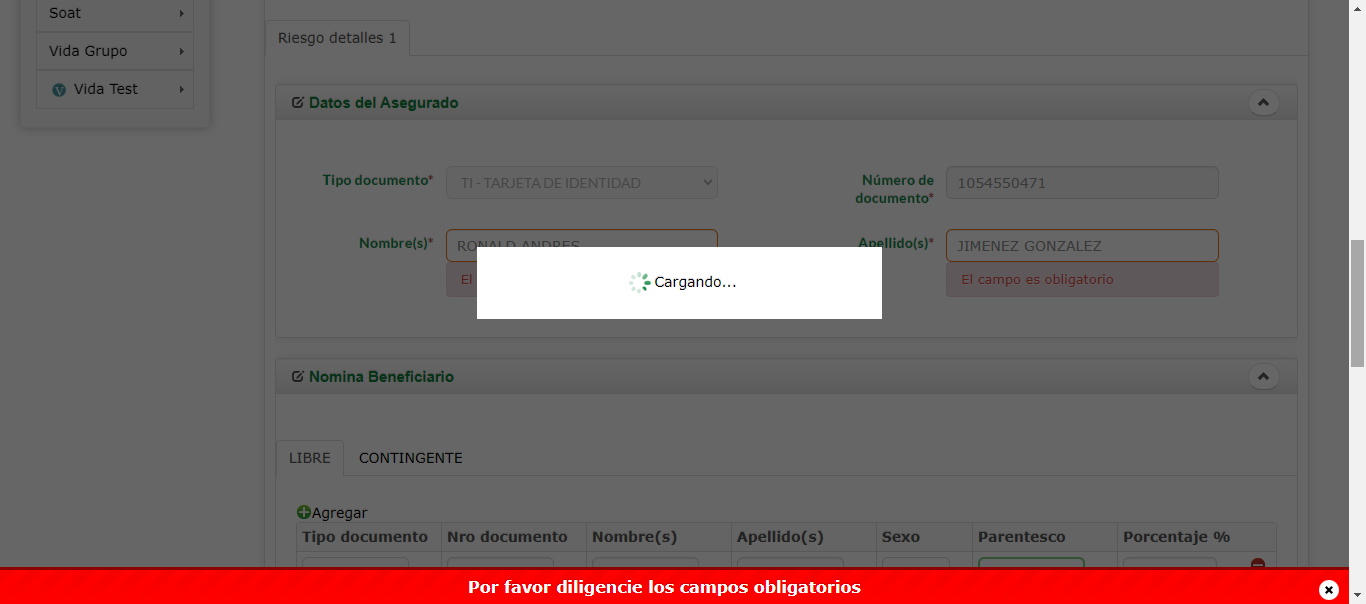 Soat
Vida Grupo
Vida Test
Riesgo detalles 1
Datos del Asegurado
Tipo documento*
TI - TARJETA DE IDENTIDAD
Número de
documento*
1054550471
Nombre(s)*
RONALD ANDRES
Apellido(s)*
JIMENEZ GONZALEZ
El
El campo es obligatorio
Cargando...
Nomina Beneficiario
LIBRE
CONTINGENTE
Agregar
Tipo documento Nro documento Nombre(s) Apellido(s) Sexo Parentesco Porcentaje %
Por favor diligencie los campos obligatorios